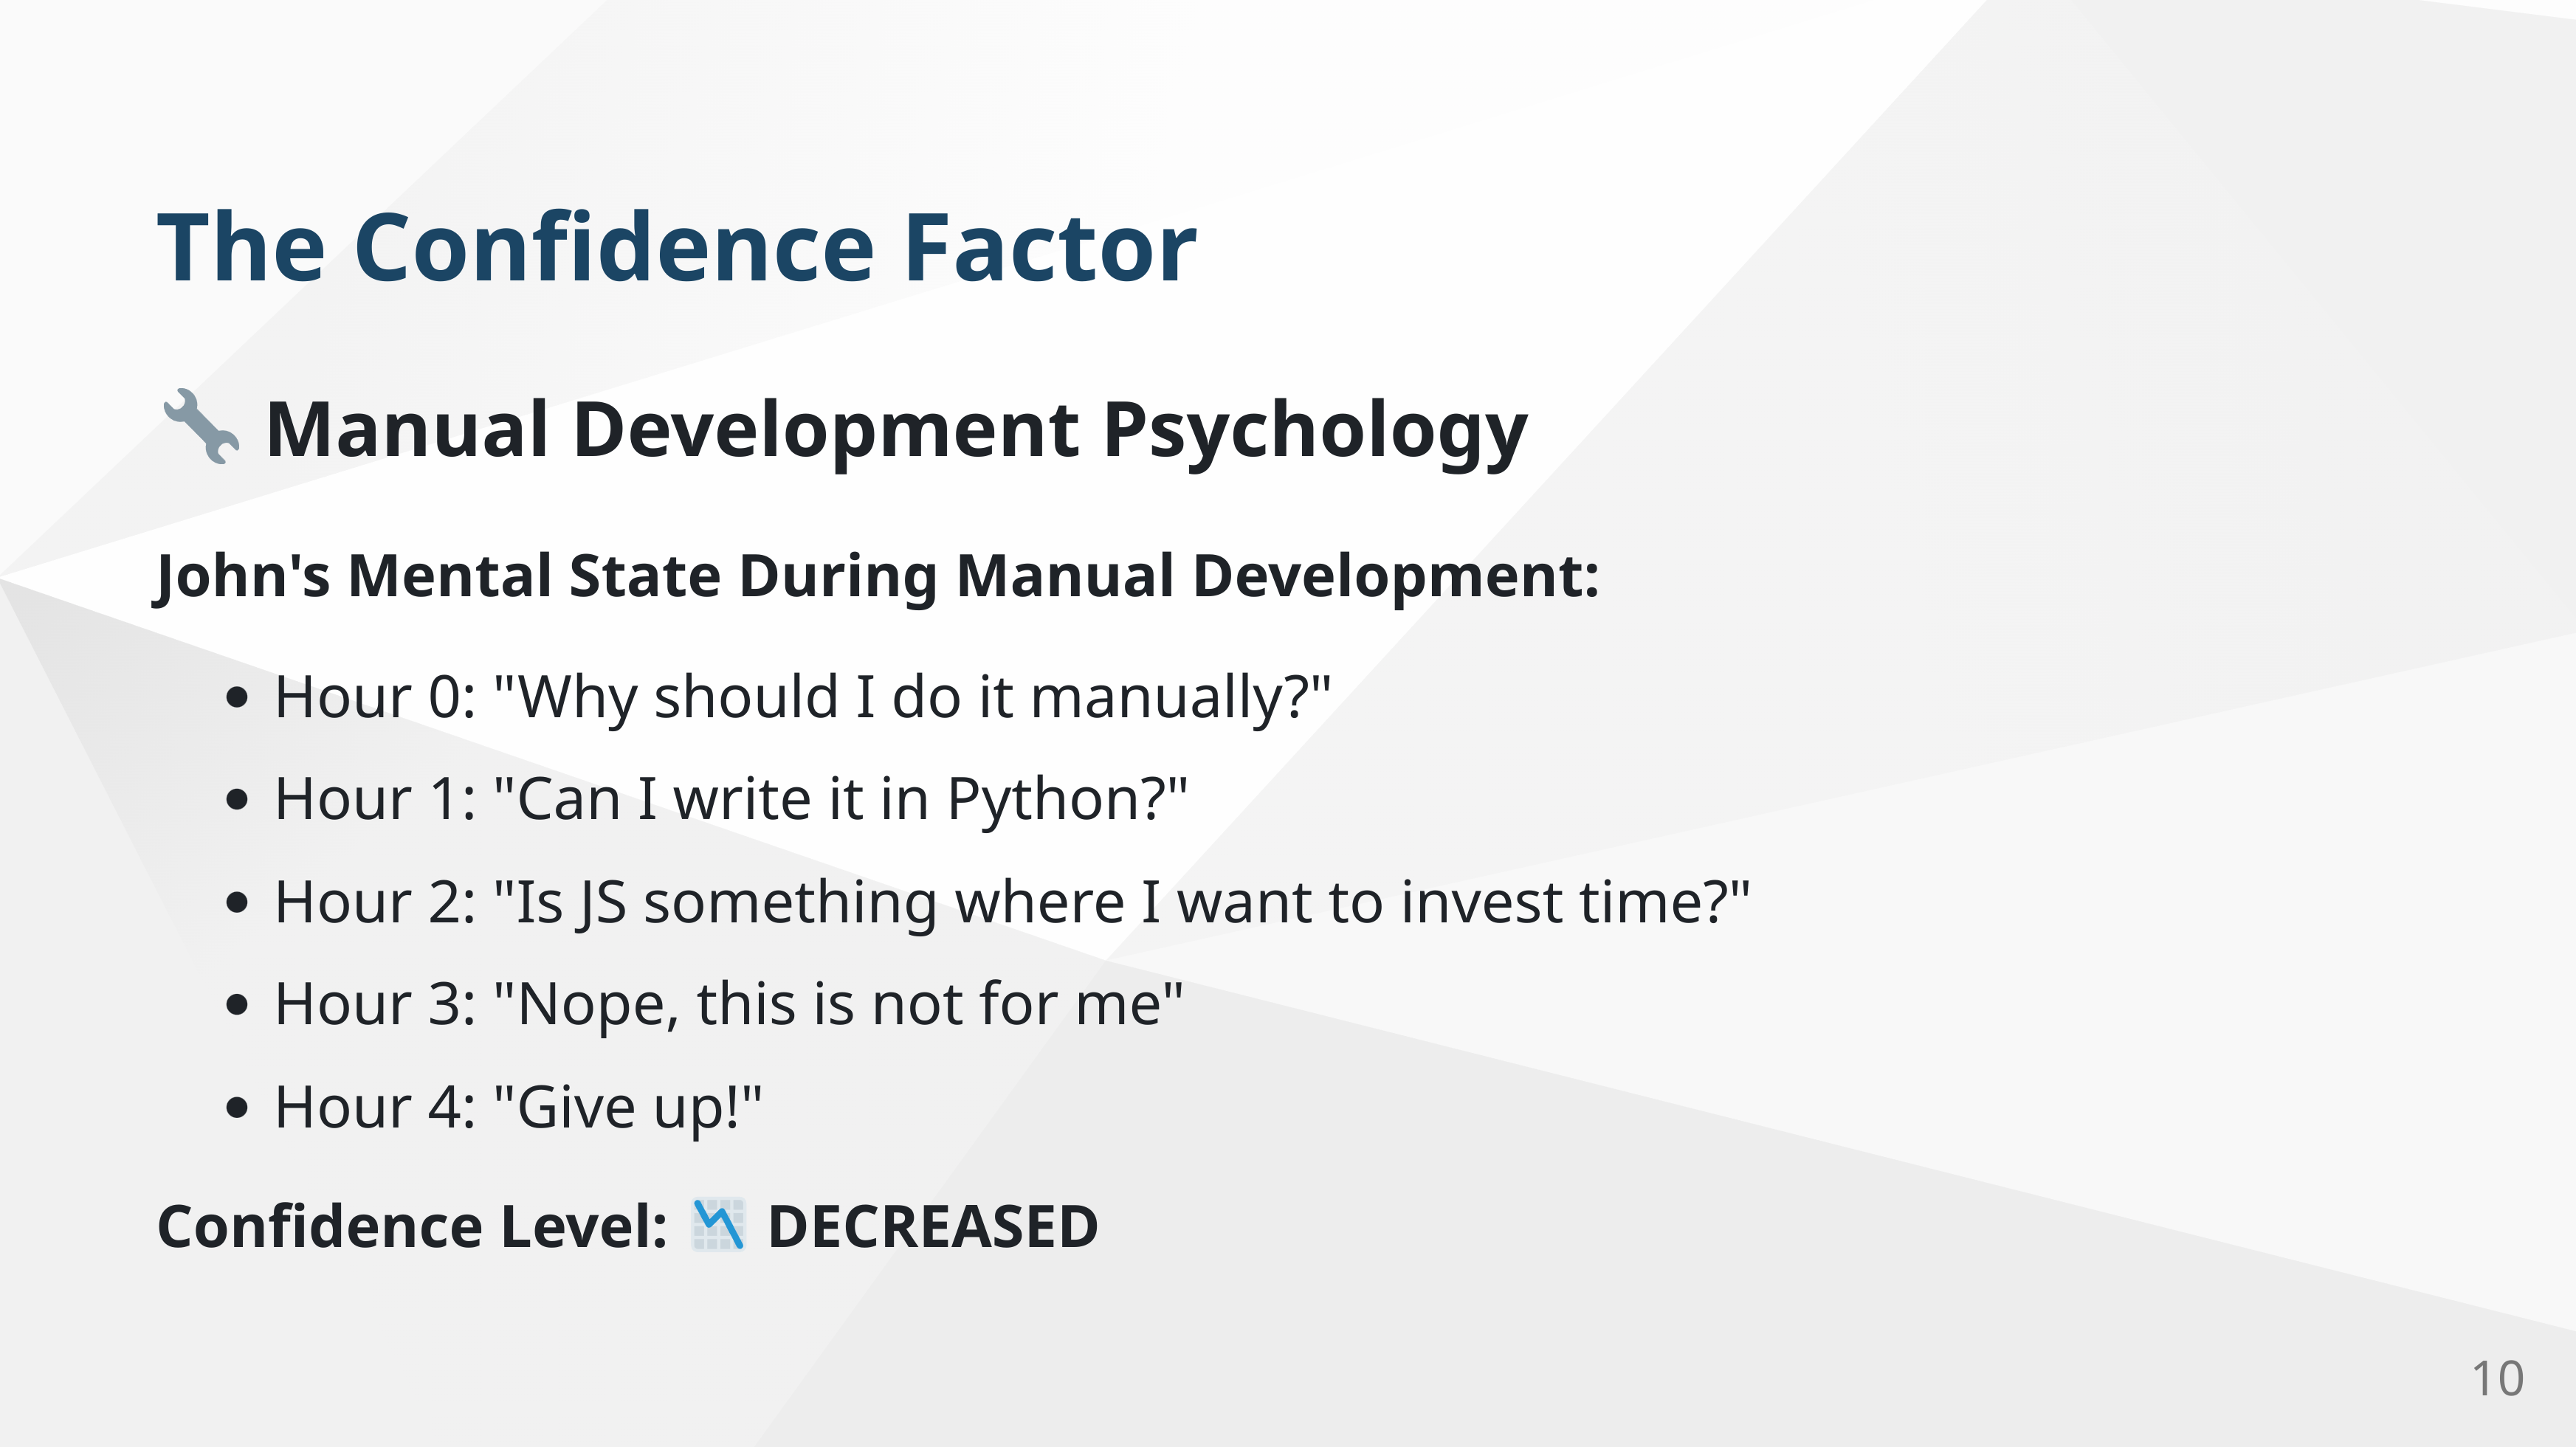 The Confidence Factor
🔧 Manual Development Psychology
John's Mental State During Manual Development:
• Hour 0: "Why should I do it manually?"
• Hour 1: "Can I write it in Python?"
• Hour 2: "Is JS something where I want to invest time?"
• Hour 3: "Nope, this is not for me"
• Hour 4: "Give up!"
Confidence Level: 📉 DECREASED
10